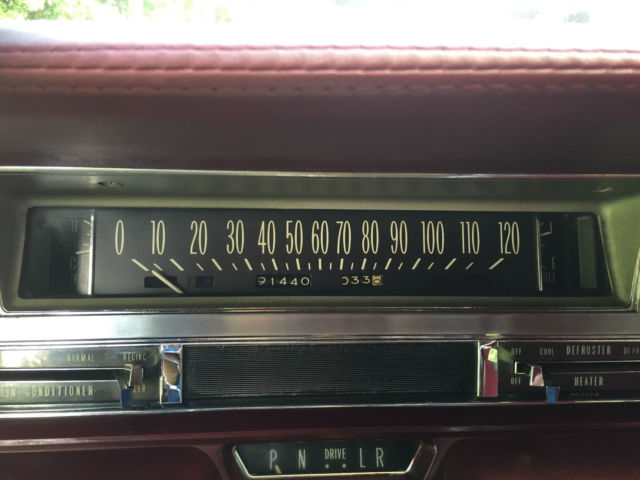 0 10 20 30 40 50 60 70 80 90 100 110 120
E
91440 033
NORMAL RECIRC
OFF COOL DEFROSTER
CONDITIONER
OFF HEATER
P N DRIVE L R